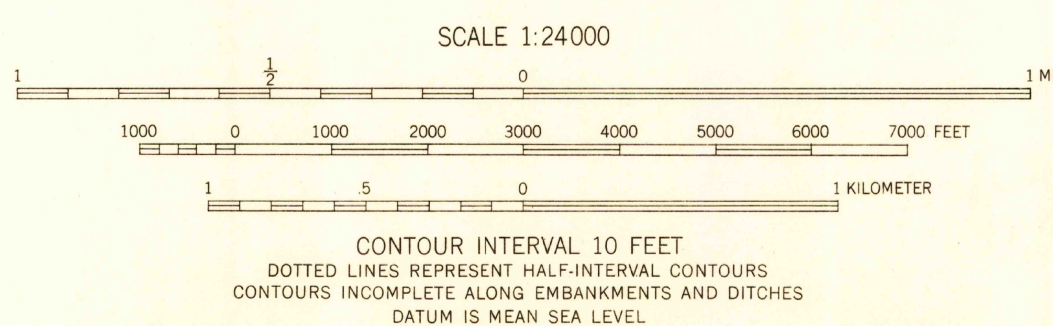 SCALE 1:24000
1 1/2 0 1 M
1000 0 1000 2000 3000 4000 5000 6000 7000 FEET
1 .5 0 1 KILOMETER
CONTOUR INTERVAL 10 FEET
DOTTED LINES REPRESENT HALF-INTERVAL CONTOURS
CONTOURS INCOMPLETE ALONG EMBANKMENTS AND DITCHES
DATUM IS MEAN SEA LEVEL